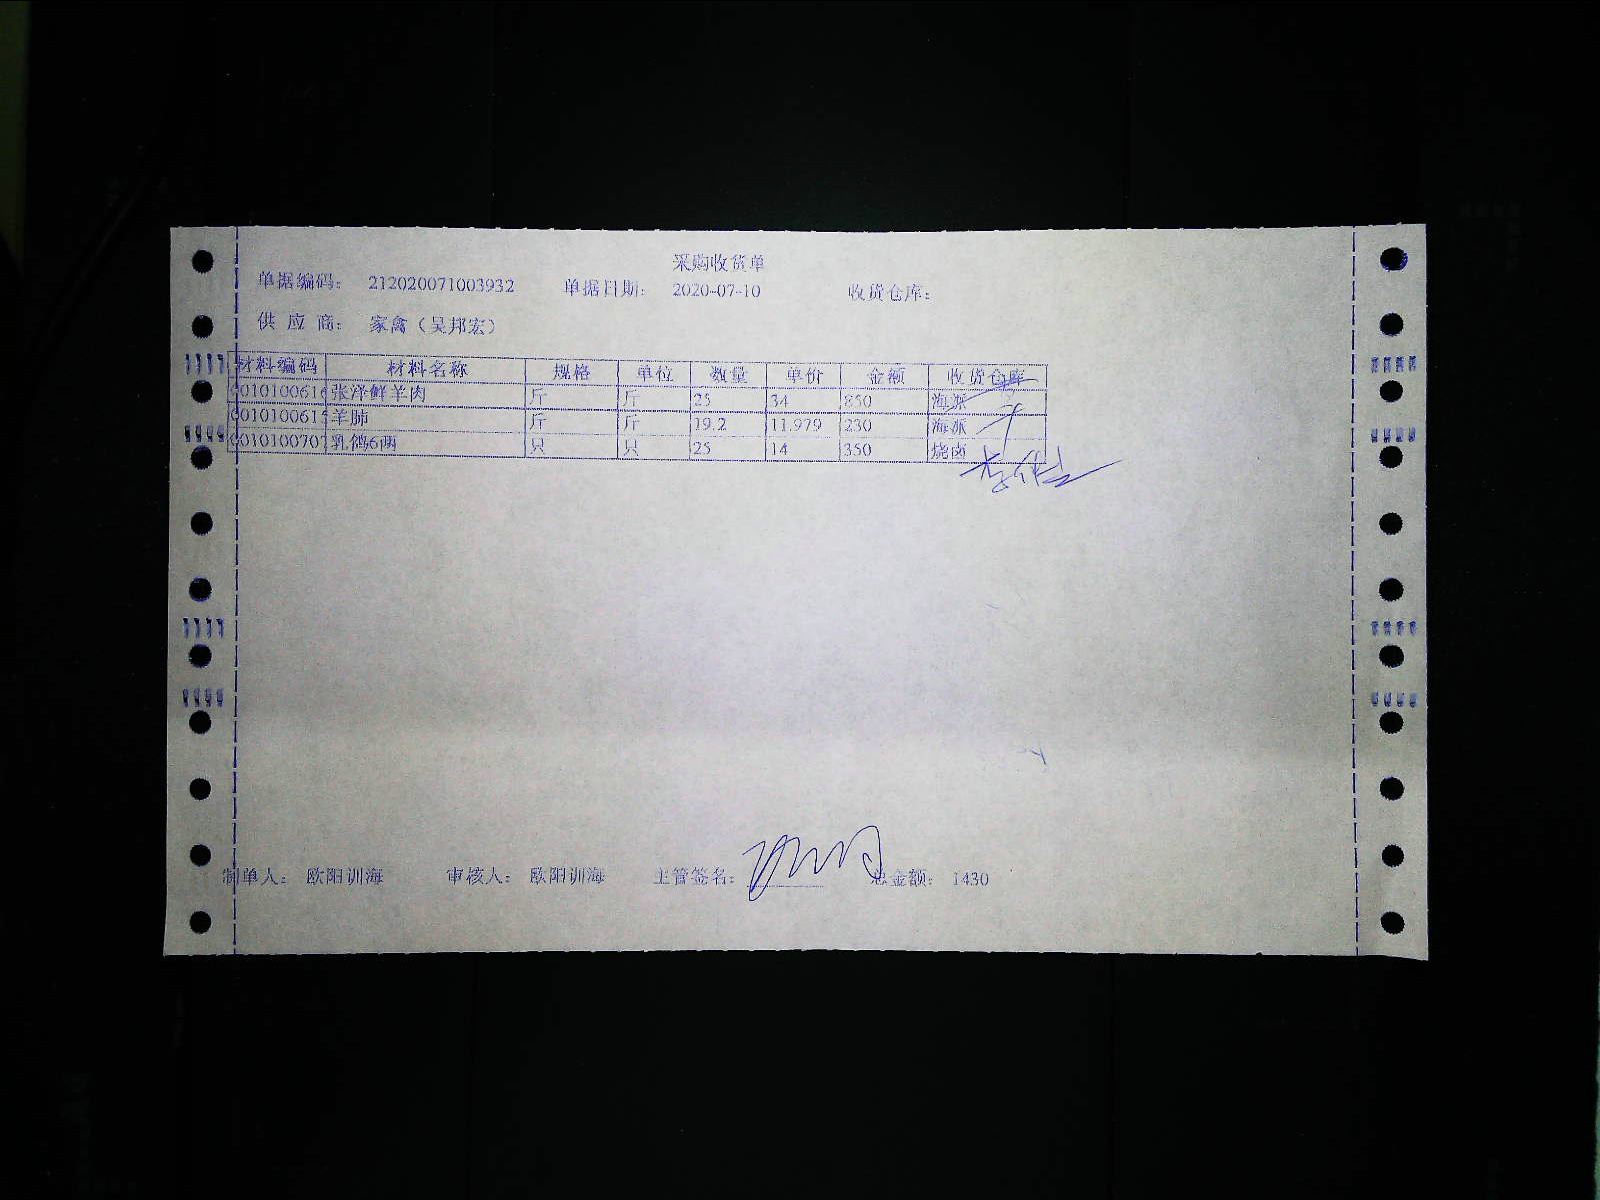 采购收货单
单据编码： 212020071003932 单据日期： 2020-07-10 收货仓库：
供 应 商： 家禽（吴邦宏）
材料编码 材料名称 规格 单位 数量 单价 金额 收货仓库
0010100616 张泽鲜羊肉 斤 斤 25 34 850 海派
0010100615 羊肺 斤 斤 19.2 11.979 230 海派
0010100707 乳鸽6两 只 只 25 14 350 烧卤
制单人： 欧阳训海 审核人： 欧阳训海 主管签名： 总金额： 1430